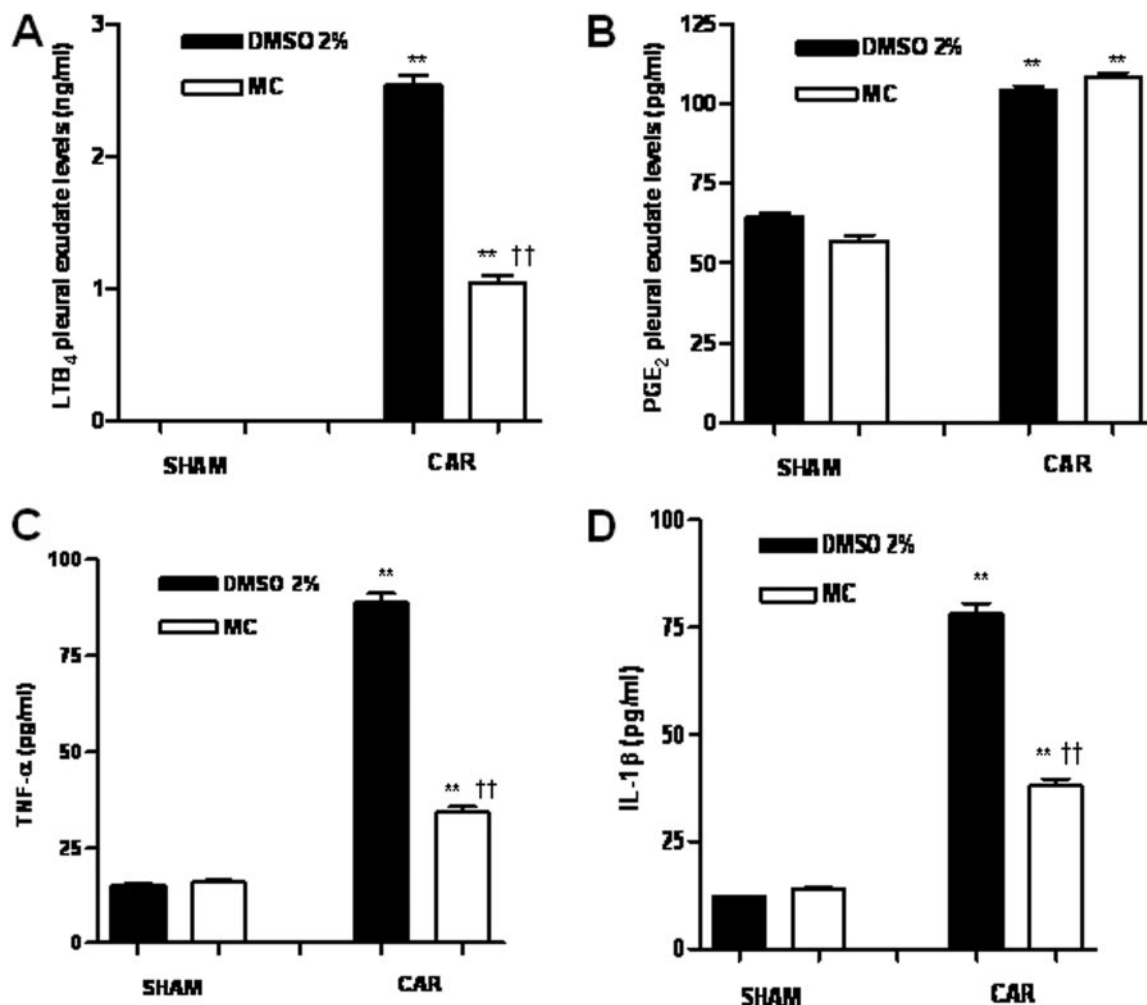 A
LTB₄ pleural exudate levels (ng/ml)
3
2
1
0
DMSO 2%
MC
**
** ††
SHAM CAR
B
PGE₂ pleural exudate levels (pg/ml)
125
100
75
50
25
0
DMSO 2%
MC
** **
SHAM CAR
C
TNF-α (pg/ml)
100
75
50
25
0
DMSO 2%
MC
**
** ††
SHAM CAR
D
IL-1β (pg/ml)
100
75
50
25
0
DMSO 2%
MC
**
** ††
SHAM CAR